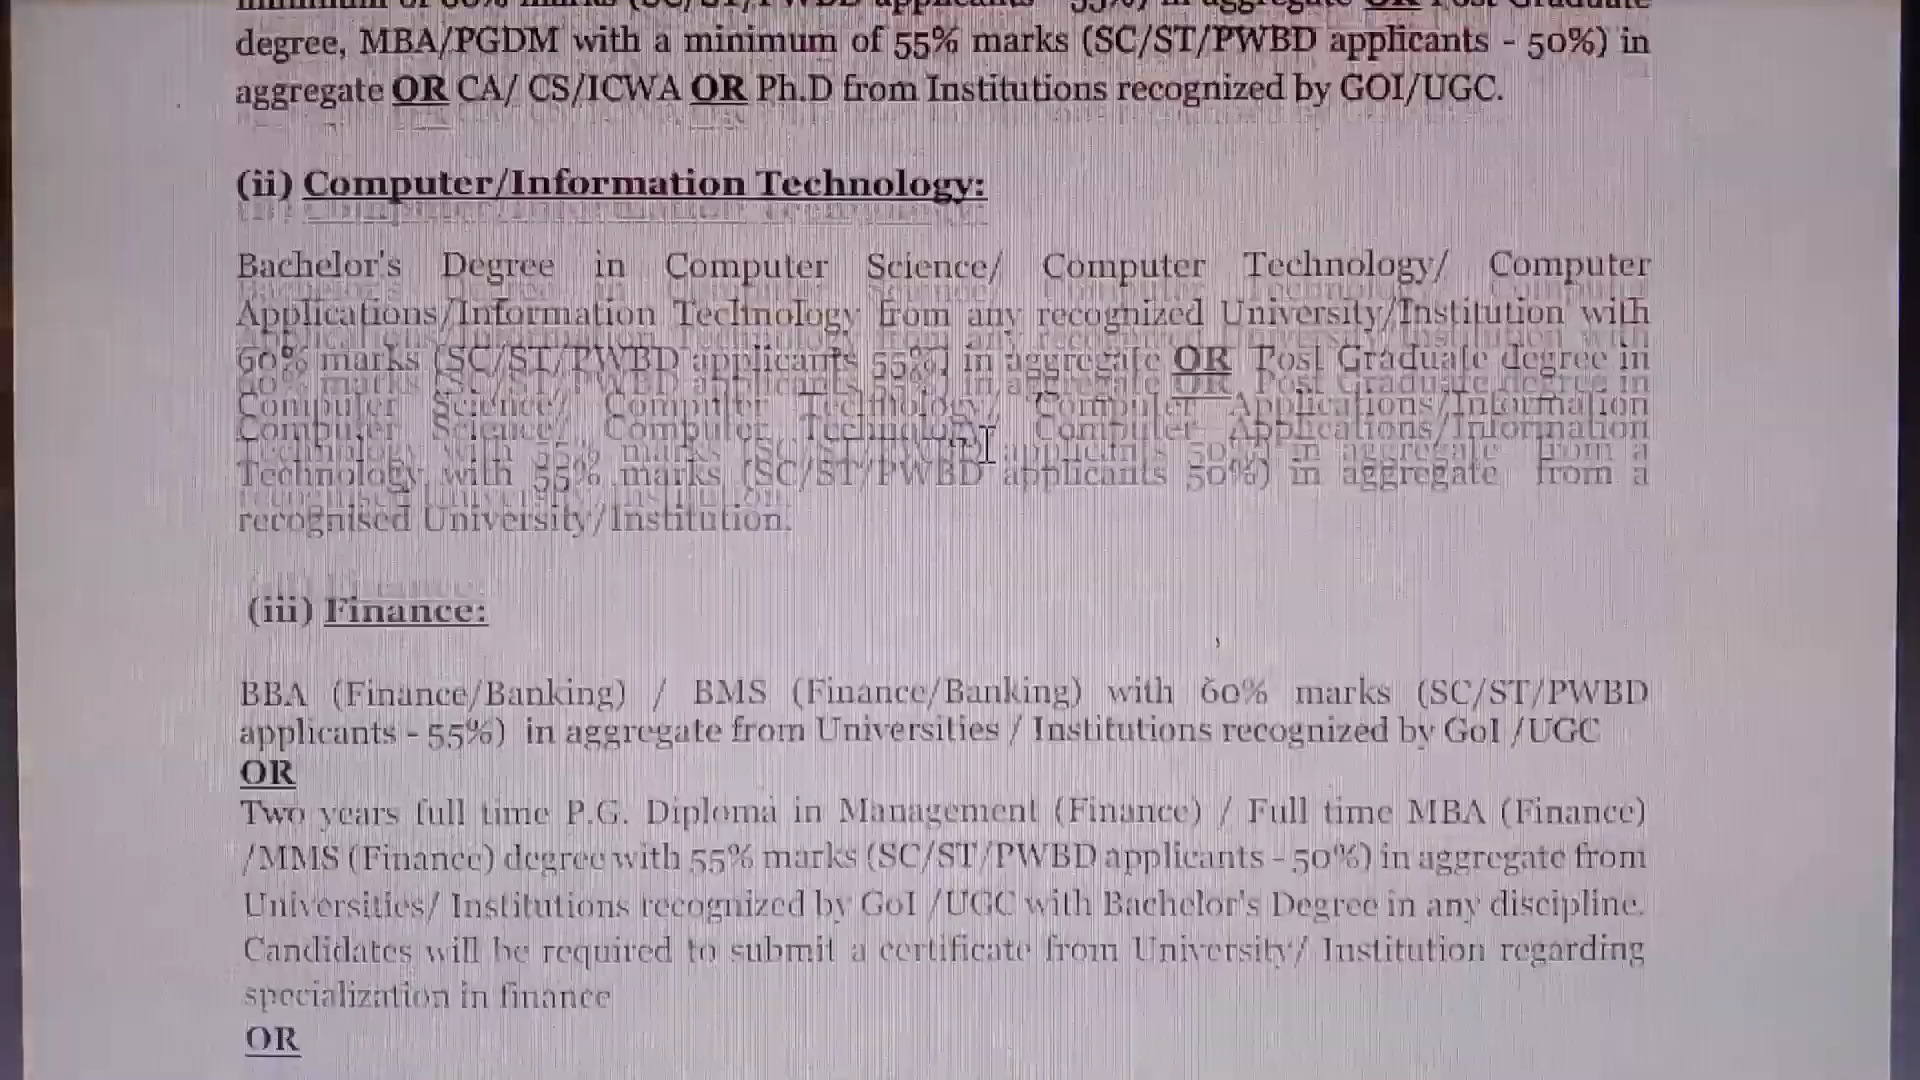 degree, MBA/PGDM with a minimum of 55% marks (SC/ST/PWBD applicants - 50%) in
aggregate OR CA/ CS/ICWA OR Ph.D from Institutions recognized by GOI/UGC.
(ii) Computer/Information Technology:
Bachelor's Degree in Computer Science/ Computer Technology/ Computer
Applications/Information Technology from any recognized University/Institution with
60% marks (SC/ST/PWBD applicants 55%) in aggregate OR Post Graduate degree in
Computer Science/ Computer Technology/ Computer Applications/Information
Technology with 55% marks (SC/ST/PWBD applicants 50%) in aggregate from a
recognised University/Institution.
(iii) Finance:
BBA (Finance/Banking) / BMS (Finance/Banking) with 60% marks (SC/ST/PWBD
applicants - 55%) in aggregate from Universities / Institutions recognized by GoI /UGC
OR
Two years full time P.G. Diploma in Management (Finance) / Full time MBA (Finance)
/MMS (Finance) degree with 55% marks (SC/ST/PWBD applicants - 50%) in aggregate from
Universities/ Institutions recognized by GoI /UGC with Bachelor's Degree in any discipline.
Candidates will be required to submit a certificate from University/ Institution regarding
specialization in finance
OR